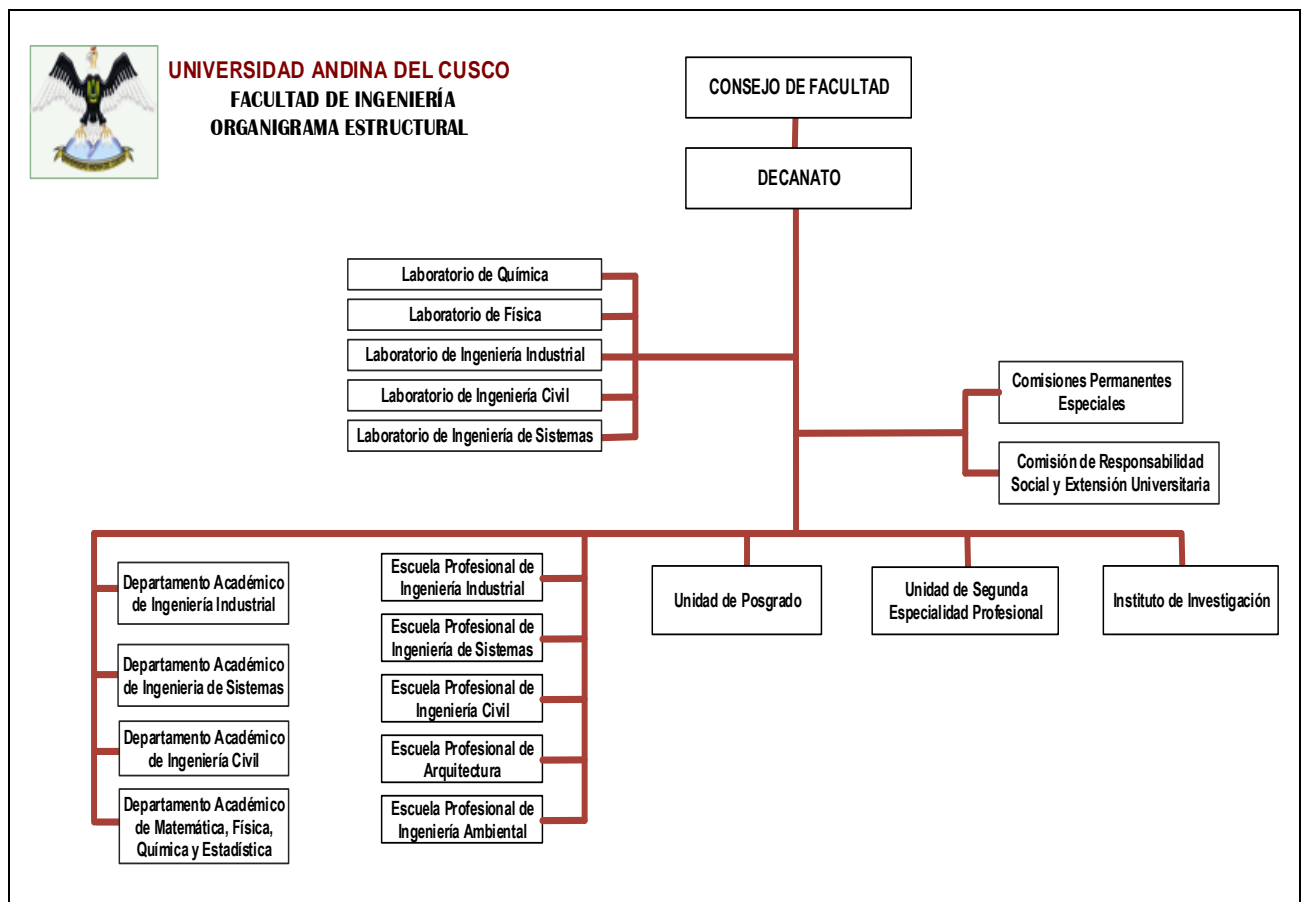 UNIVERSIDAD ANDINA DEL CUSCO
FACULTAD DE INGENIERÍA
ORGANIGRAMA ESTRUCTURAL
CONSEJO DE FACULTAD
DECANATO
Laboratorio de Química
Laboratorio de Física
Laboratorio de Ingeniería Industrial
Laboratorio de Ingeniería Civil
Laboratorio de Ingeniería de Sistemas
Comisiones Permanentes
Especiales
Comisión de Responsabilidad
Social y Extensión Universitaria
Departamento Académico
de Ingeniería Industrial
Departamento Académico
de Ingenieria de Sistemas
Departamento Académico
de Ingeniería Civil
Departamento Académico
de Matemática, Física,
Química y Estadística
Escuela Profesional de
Ingeniería Industrial
Escuela Profesional de
Ingeniería de Sistemas
Escuela Profesional de
Ingeniería Civil
Escuela Profesional de
Arquitectura
Escuela Profesional de
Ingeniería Ambiental
Unidad de Posgrado
Unidad de Segunda
Especialidad Profesional
Instituto de Investigación